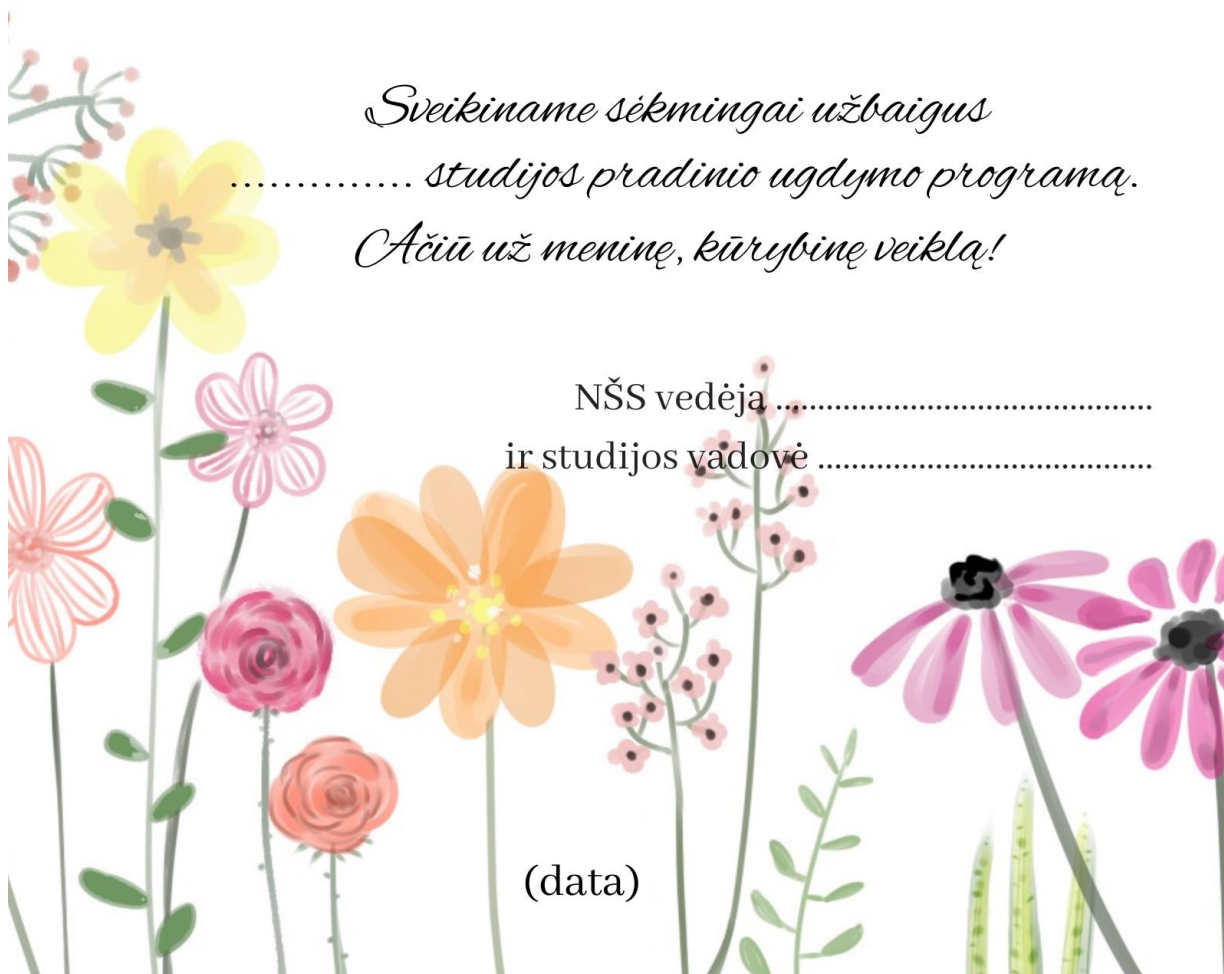 Sveikiname sėkmingai užbaigus
.............. studijos pradinio ugdymo programą.
Ačiū už meninę, kūrybinę veiklą!
NŠS vedėja ..............................................
ir studijos vadovė .........................................
(data)